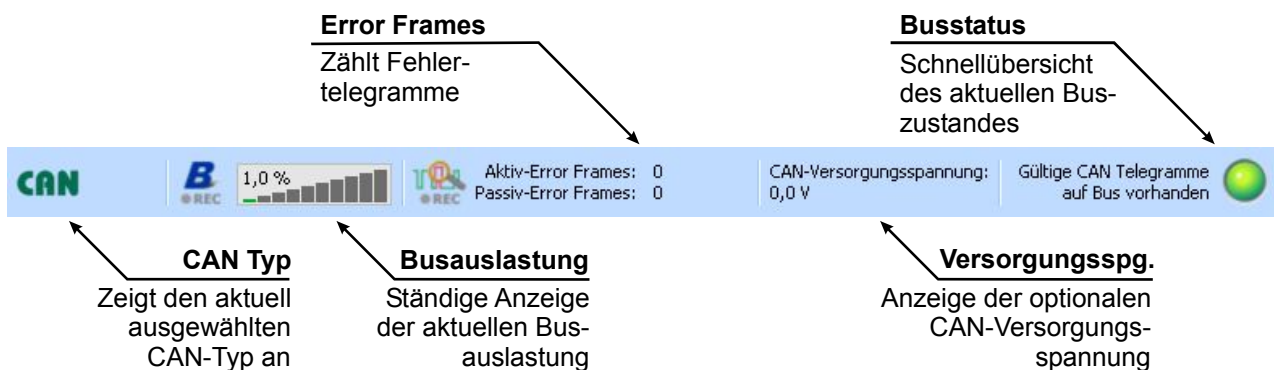 Error Frames
Zählt Fehler-
telegramme
Busstatus
Schnellübersicht
des aktuellen Bus-
zustandes
CAN
B
REC
1,0 %
REC
Aktiv-Error Frames: 0
Passiv-Error Frames: 0
CAN-Versorgungsspannung:
0,0 V
Gültige CAN Telegramme
auf Bus vorhanden
CAN Typ
Zeigt den aktuell
ausgewählten
CAN-Typ an
Busauslastung
Ständige Anzeige
der aktuellen Bus-
auslastung
Versorgungsspg.
Anzeige der optionalen
CAN-Versorgungs-
spannung